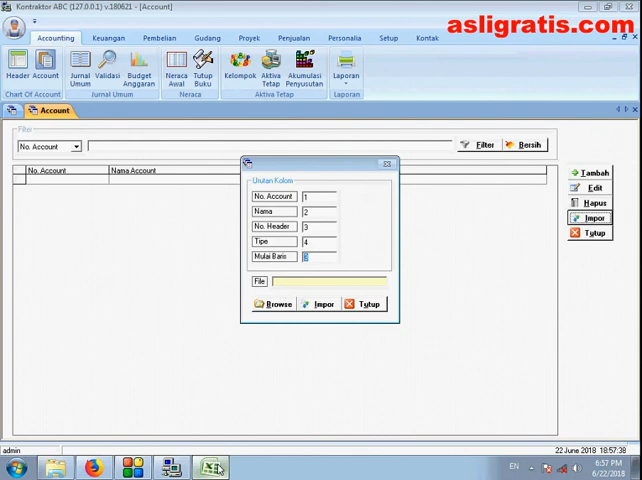 Kontraktor ABC (127.0.0.1) v.180621 - [Account]
asligratis.com
Accounting Keuangan Pembelian Gudang Proyek Penjualan Personalia Setup Kontak
Header Account Jurnal Umum Validasi Budget Anggaran Neraca Awal Tutup Buku Kelompok Aktiva Tetap Akumulasi Penyusutan Laporan
Chart Of Account Jurnal Umum Neraca Aktiva Tetap Laporan
Account
Filter
No. Account Filter Bersih
No. Account Nama Account
Tambah
Edit
Hapus
Impor
Tutup
Urutan Kolom
No. Account 1
Nama 2
No. Header 3
Tipe 4
Mulai Baris 3
File
Browse Impor Tutup
admin 22 June 2018 18:57:38
EN 6:57 PM
6/22/2018